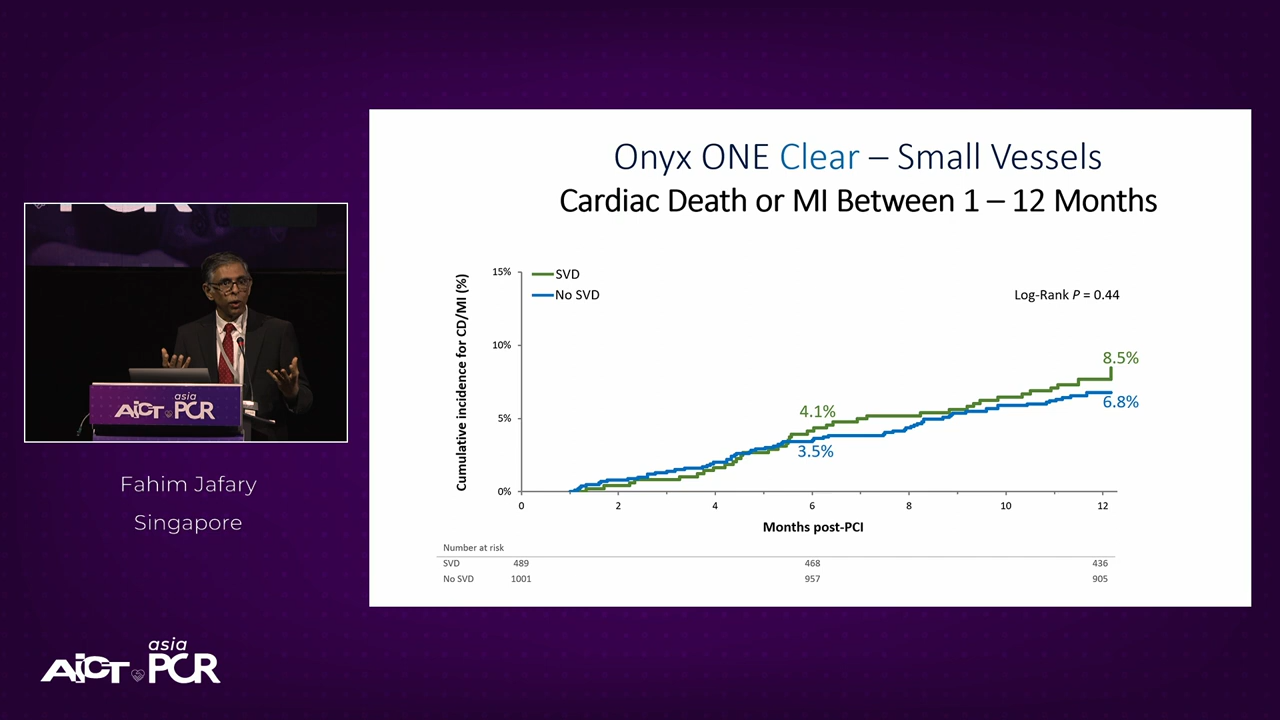 PCR
asia
AICT PCR
Fahim Jafary
Singapore
asia
AICT PCR
Onyx ONE Clear – Small Vessels
Cardiac Death or MI Between 1 – 12 Months
Cumulative incidence for CD/MI (%)
15%
10%
5%
0%
SVD
No SVD
Log-Rank P = 0.44
4.1%
3.5%
8.5%
6.8%
0 2 4 6 8 10 12
Months post-PCI
Number at risk
SVD 489 468 436
No SVD 1001 957 905